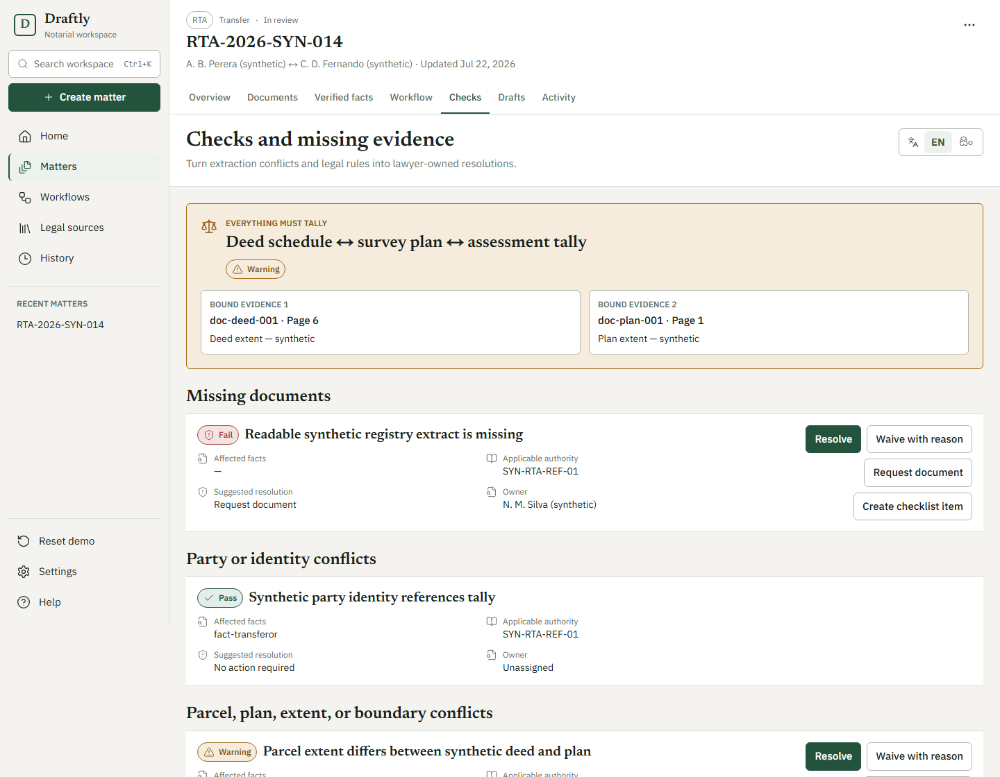 D
Draftly
Notarial workspace
Search workspace Ctrl+K
+ Create matter
Home
Matters
Workflows
Legal sources
History
RECENT MATTERS
RTA-2026-SYN-014
Reset demo
Settings
Help
RTA Transfer · In review
RTA-2026-SYN-014
A. B. Perera (synthetic) ↔ C. D. Fernando (synthetic) · Updated Jul 22, 2026
Overview Documents Verified facts Workflow Checks Drafts Activity
Checks and missing evidence
EN සිං
Turn extraction conflicts and legal rules into lawyer-owned resolutions.
EVERYTHING MUST TALLY
Deed schedule ↔ survey plan ↔ assessment tally
Warning
BOUND EVIDENCE 1
doc-deed-001 · Page 6
Deed extent — synthetic
BOUND EVIDENCE 2
doc-plan-001 · Page 1
Plan extent — synthetic
Missing documents
Fail Readable synthetic registry extract is missing
Affected facts
—
Applicable authority
SYN-RTA-REF-01
Suggested resolution
Request document
Owner
N. M. Silva (synthetic)
Resolve Waive with reason
Request document
Create checklist item
Party or identity conflicts
Pass Synthetic party identity references tally
Affected facts
fact-transferor
Applicable authority
SYN-RTA-REF-01
Suggested resolution
No action required
Owner
Unassigned
Parcel, plan, extent, or boundary conflicts
Warning Parcel extent differs between synthetic deed and plan
Resolve Waive with reason
Affected facts
Applicable authority